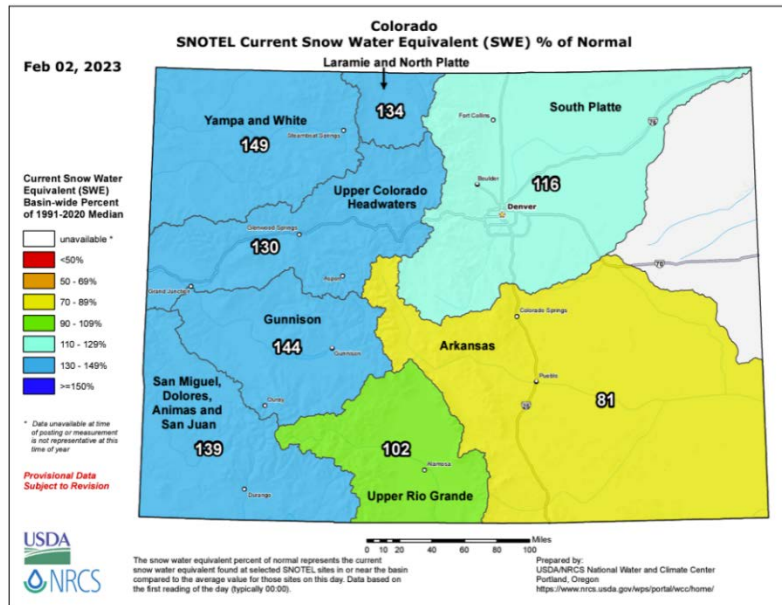 Colorado
SNOTEL Current Snow Water Equivalent (SWE) % of Normal
Feb 02, 2023
Laramie and North Platte
134
South Platte
Yampa and White
149
Steamboat Springs
Fort Collins
76
Boulder
116
Denver
Upper Colorado
Headwaters
Current Snow Water
Equivalent (SWE)
Basin-wide Percent
of 1991-2020 Median
unavailable *
<50%
50 - 69%
70 - 89%
90 - 109%
110 - 129%
130 - 149%
>=150%
Glenwood Springs
130
70
Aspen
Grand Junction
Gunnison
144
Gunnison
Colorado Springs
Arkansas
Pueblo
81
25
San Miguel,
Dolores,
Animas and
San Juan
139
Ouray
102
Alamosa
Upper Rio Grande
Durango
* Data unavailable at time
of posting or measurement
is not representative at this
time of year
Provisional Data
Subject to Revision
USDA
NRCS
Miles
0 10 20 40 60 80 100
The snow water equivalent percent of normal represents the current
snow water equivalent found at selected SNOTEL sites in or near the basin
compared to the average value for those sites on this day. Data based on
the first reading of the day (typically 00:00).
Prepared by:
USDA/NRCS National Water and Climate Center
Portland, Oregon
https://www.nrcs.usda.gov/wps/portal/wcc/home/